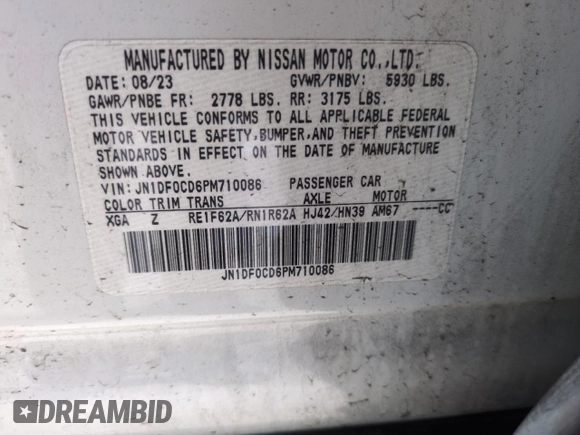 MANUFACTURED BY NISSAN MOTOR CO.,LTD.
DATE: 08/23 GVWR/PNBV: 5930 LBS.
GAWR/PNBE FR: 2778 LBS. RR: 3175 LBS.
THIS VEHICLE CONFORMS TO ALL APPLICABLE FEDERAL
MOTOR VEHICLE SAFETY,BUMPER,AND THEFT PREVENTION
STANDARDS IN EFFECT ON THE DATE OF MANUFACTURE
SHOWN ABOVE.
VIN: JN1DF0CD6PM710086 PASSENGER CAR
COLOR TRIM TRANS AXLE MOTOR
XGA Z RE1F62A/RN1R62A HJ42/HN39 AM67 ----CC
JN1DF0CD6PM710086
DREAMBID